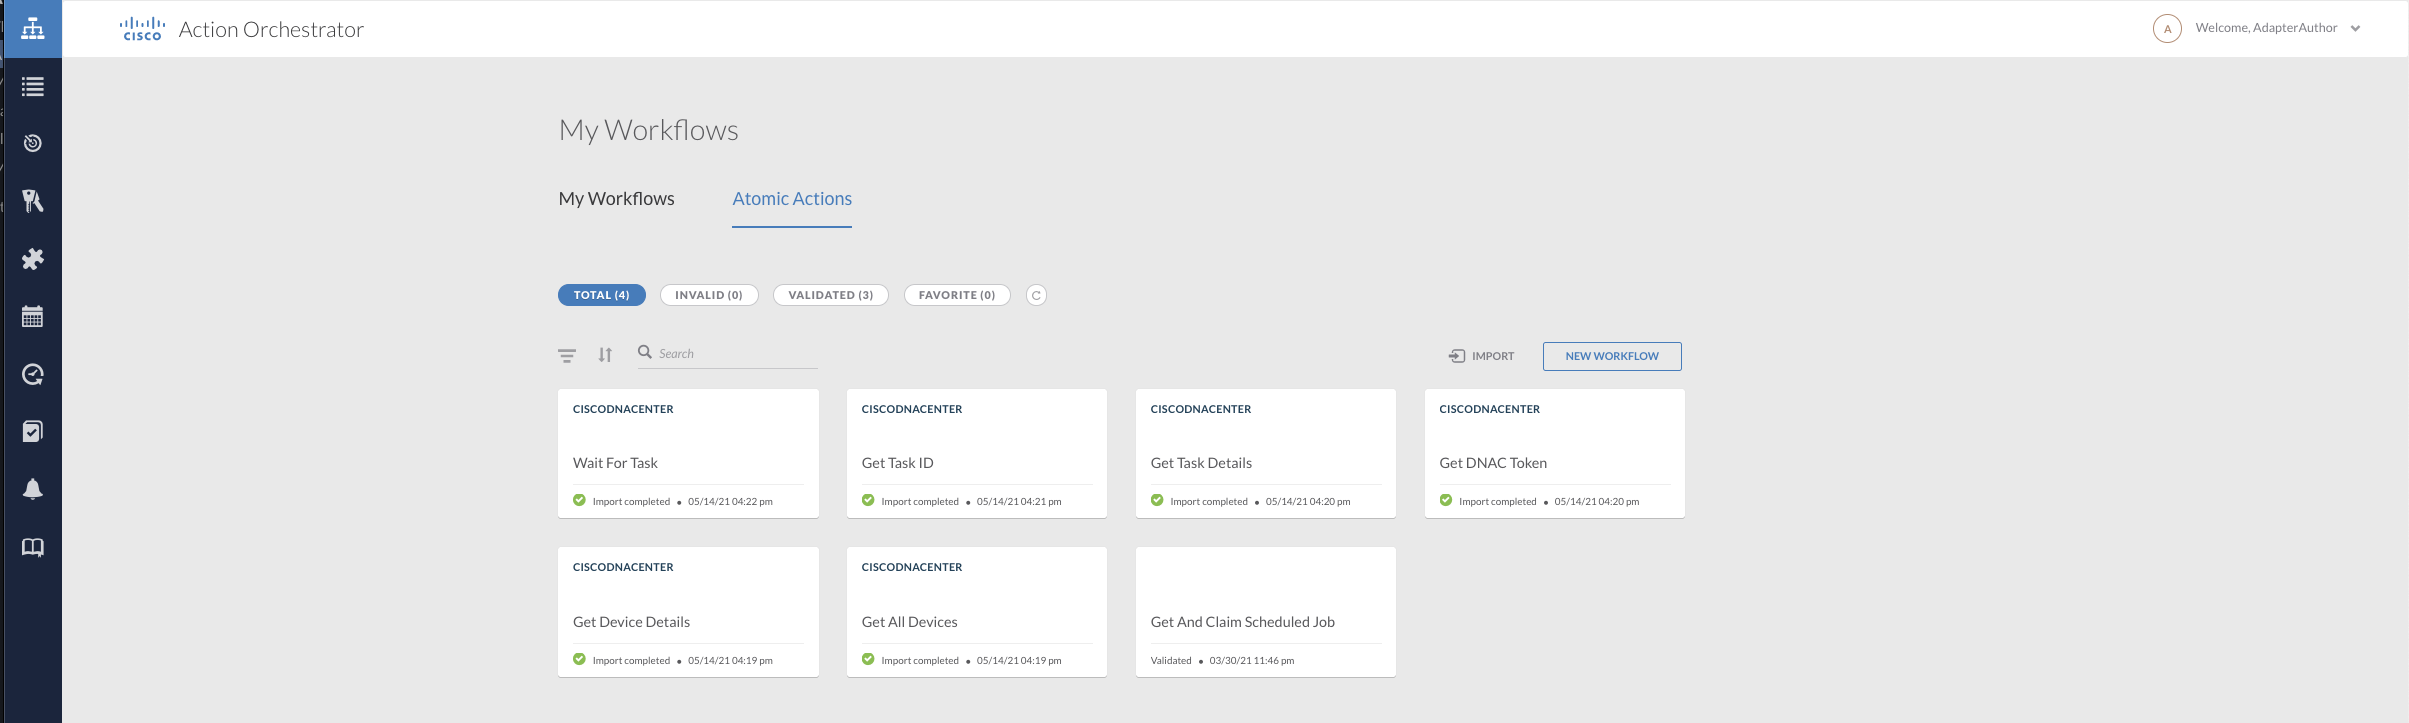 CISCO
Action Orchestrator
A Welcome, AdapterAuthor
My Workflows
My Workflows Atomic Actions
TOTAL (4) INVALID (0) VALIDATED (3) FAVORITE (0)
Search IMPORT NEW WORKFLOW
CISCODNACENTER
Wait For Task
Import completed • 05/14/21 04:22 pm
CISCODNACENTER
Get Task ID
Import completed • 05/14/21 04:21 pm
CISCODNACENTER
Get Task Details
Import completed • 05/14/21 04:20 pm
CISCODNACENTER
Get DNAC Token
Import completed • 05/14/21 04:20 pm
CISCODNACENTER
Get Device Details
Import completed • 05/14/21 04:19 pm
CISCODNACENTER
Get All Devices
Import completed • 05/14/21 04:19 pm
Get And Claim Scheduled Job
Validated • 03/30/21 11:46 pm